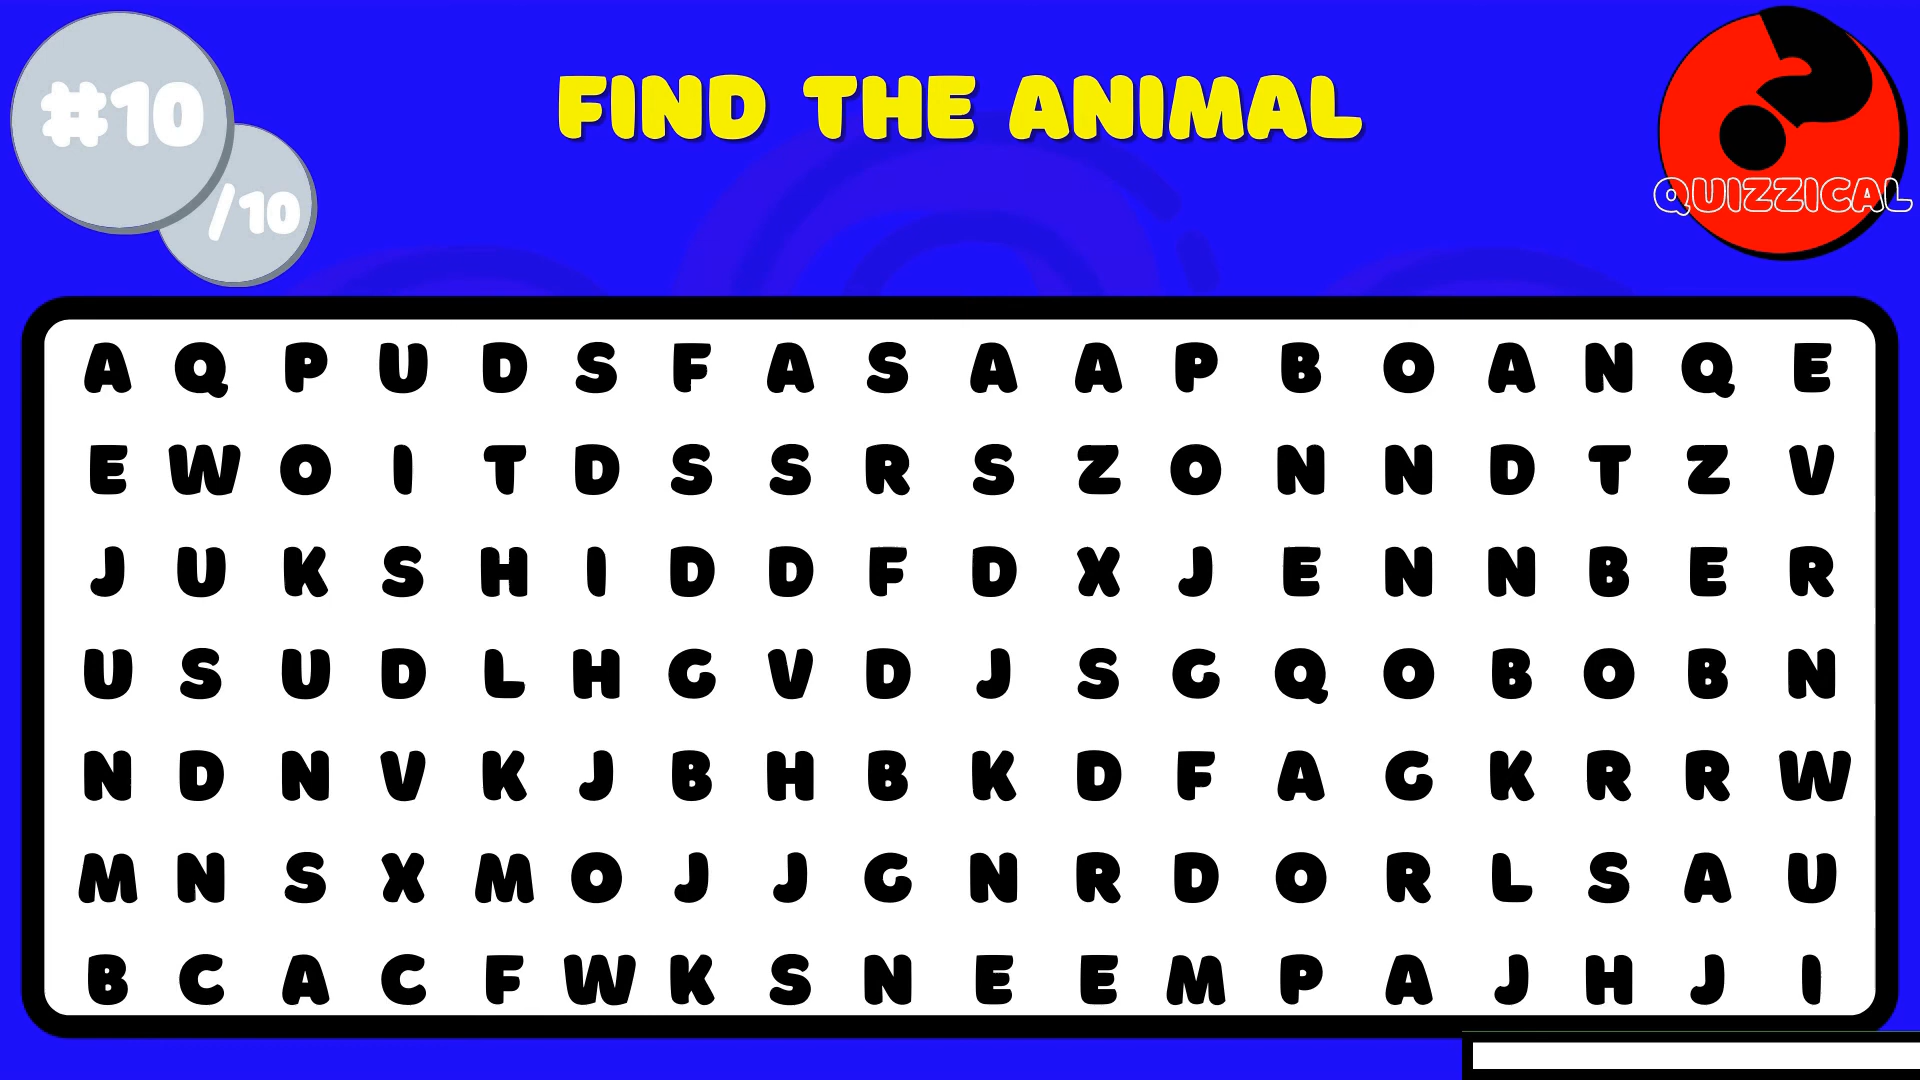 #10
/10
FIND THE ANIMAL
QUIZZICAL
A Q P U D S F A S A A P B O A N Q E
E W O I T D S S R S Z O N N D T Z V
J U K S H I D D F D X J E N N B E R
U S U D L H G V D J S G Q O B O B N
N D N V K J B H B K D F A G K R R W
M N S X M O J J G N R D O R L S A U
B C A C F W K S N E E M P A J H J I